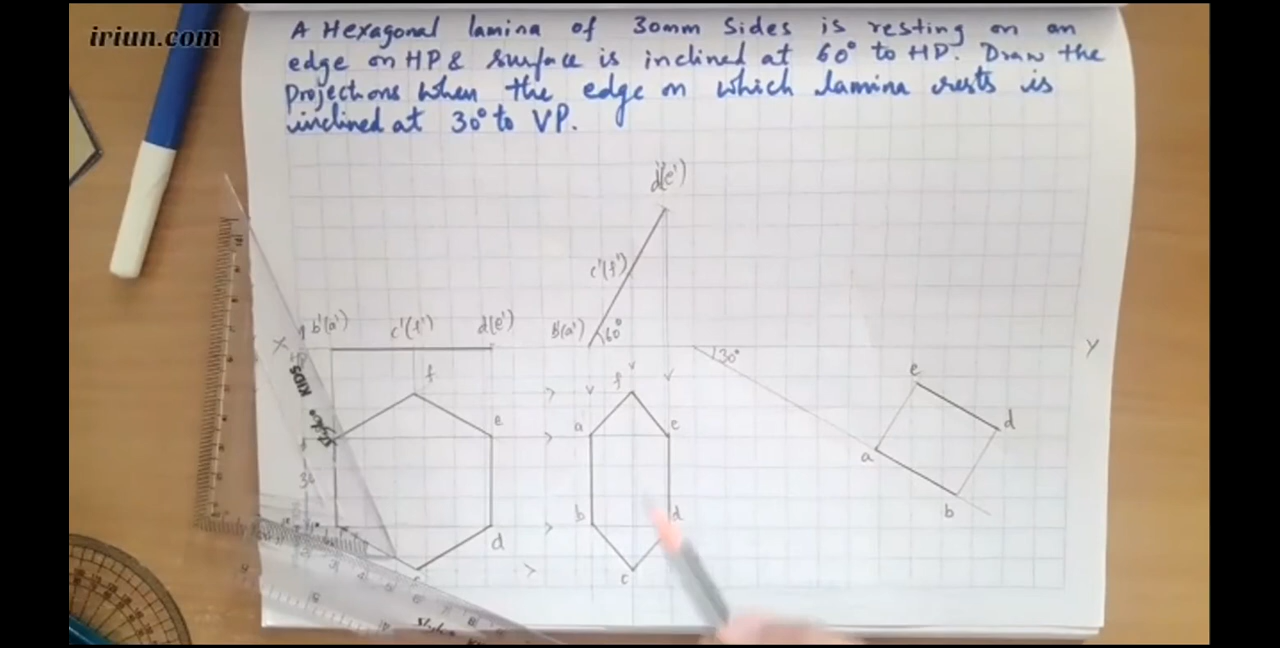 iriun.com
A Hexagonal lamina of 30mm Sides is resting on an
edge on HP & surface is inclined at 60° to HP. Draw the
Projections When the edge on which lamina rests is
inclined at 30° to VP.
d'(e')
c'(f')
b'(a') c'(f') d(e') b'(a') 60°
X 30° Y
f f e
a e
e d
a
30
b d b
d
c
KIDS